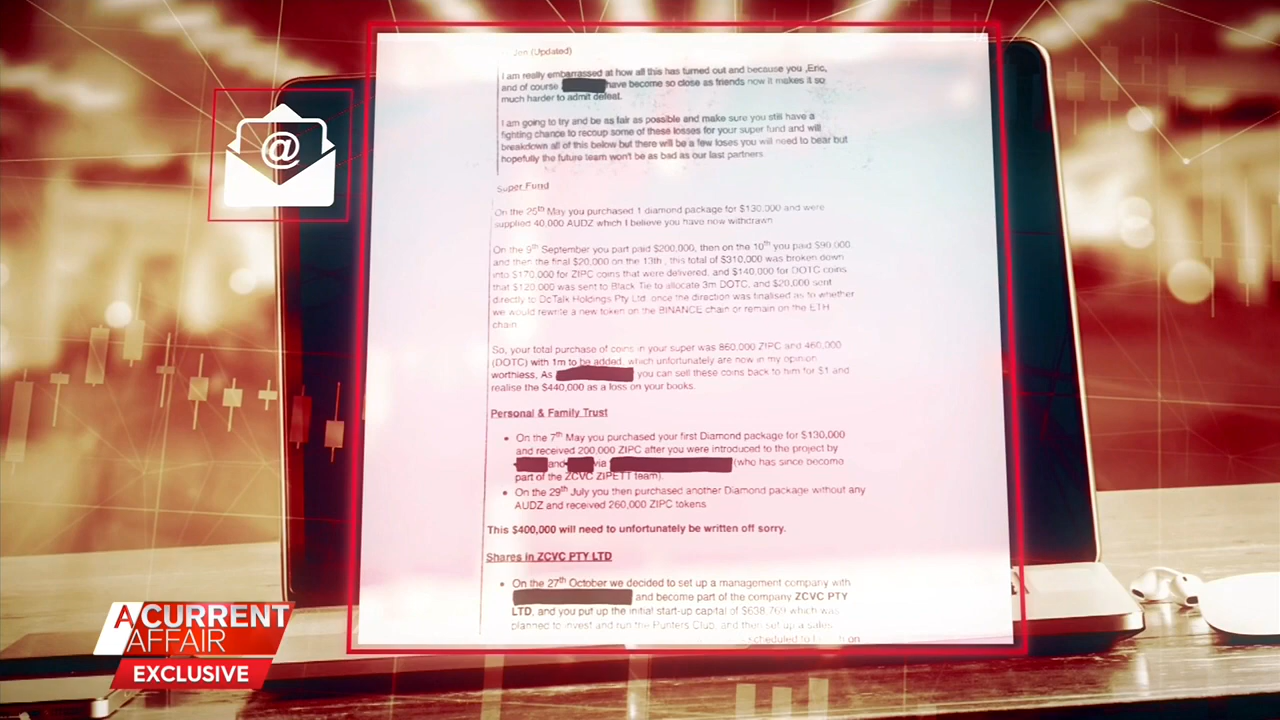 Jen (Updated)
I am really embarrassed at how all this has turned out and because you ,Eric,
and of course have become so close as friends now it makes it so
much harder to admit defeat.
I am going to try and be as fair as possible and make sure you still have a
fighting chance to recoup some of these losses for your super fund and will
breakdown all of this below but there will be a few loses you will need to bear but
hopefully the future team won't be as bad as our last partners
Super Fund
On the 25th May you purchased 1 diamond package for $130,000 and were
supplied 40,000 AUDZ which I believe you have now withdrawn
On the 9th September you part paid $200,000, then on the 10th you paid $90,000
and then the final $20,000 on the 13th , this total of $310,000 was broken down
into $170,000 for ZIPC coins that were delivered, and $140,000 for DOTC coins
that $120,000 was sent to Black Tie to allocate 3m DOTC, and $20,000 sent
directly to DcTalk Holdings Pty Ltd once the direction was finalised as to whether
we would rewrite a new token on the BINANCE chain or remain on the ETH
chain
So, your total purchase of coins in your super was 860,000 ZIPC and 460,000
(DOTC) with 1m to be added, which unfortunately are now in my opinion
worthless. As you can sell these coins back to him for $1 and
realise the $440,000 as a loss on your books.
Personal & Family Trust
• On the 7th May you purchased your first Diamond package for $130,000
and received 200,000 ZIPC after you were introduced to the project by
and via (who has since become
part of the ZCVC ZIPETT team).
• On the 29th July you then purchased another Diamond package without any
AUDZ and received 260,000 ZIPC tokens
This $400,000 will need to unfortunately be written off sorry.
Shares in ZCVC PTY LTD
• On the 27th October we decided to set up a management company with
and become part of the company ZCVC PTY
LTD, and you put up the initial start-up capital of $638,769 which was
planned to invest and run the Punters Club, and then set up a sales
scheduled to on
@
A CURRENT
AFFAIR
EXCLUSIVE